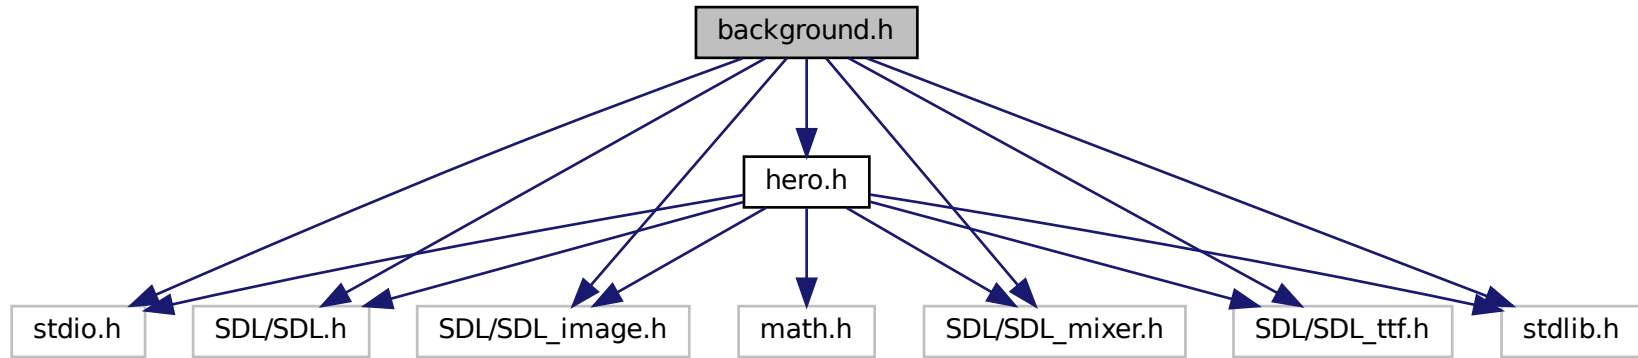 background.h
hero.h
stdio.h
SDL/SDL.h
SDL/SDL_image.h
math.h
SDL/SDL_mixer.h
SDL/SDL_ttf.h
stdlib.h